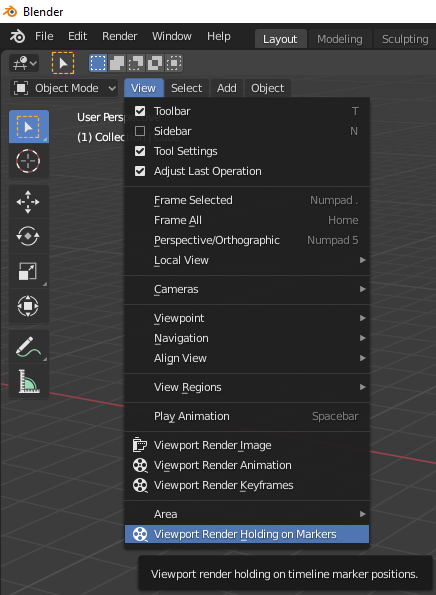 Blender
File Edit Render Window Help Layout Modeling Sculpting
Object Mode View Select Add Object
User Persp
(1) Collec
Toolbar T
Sidebar N
Tool Settings
Adjust Last Operation
Frame Selected Numpad .
Frame All Home
Perspective/Orthographic Numpad 5
Local View
Cameras
Viewpoint
Navigation
Align View
View Regions
Play Animation Spacebar
Viewport Render Image
Viewport Render Animation
Viewport Render Keyframes
Area
Viewport Render Holding on Markers
Viewport render holding on timeline marker positions.